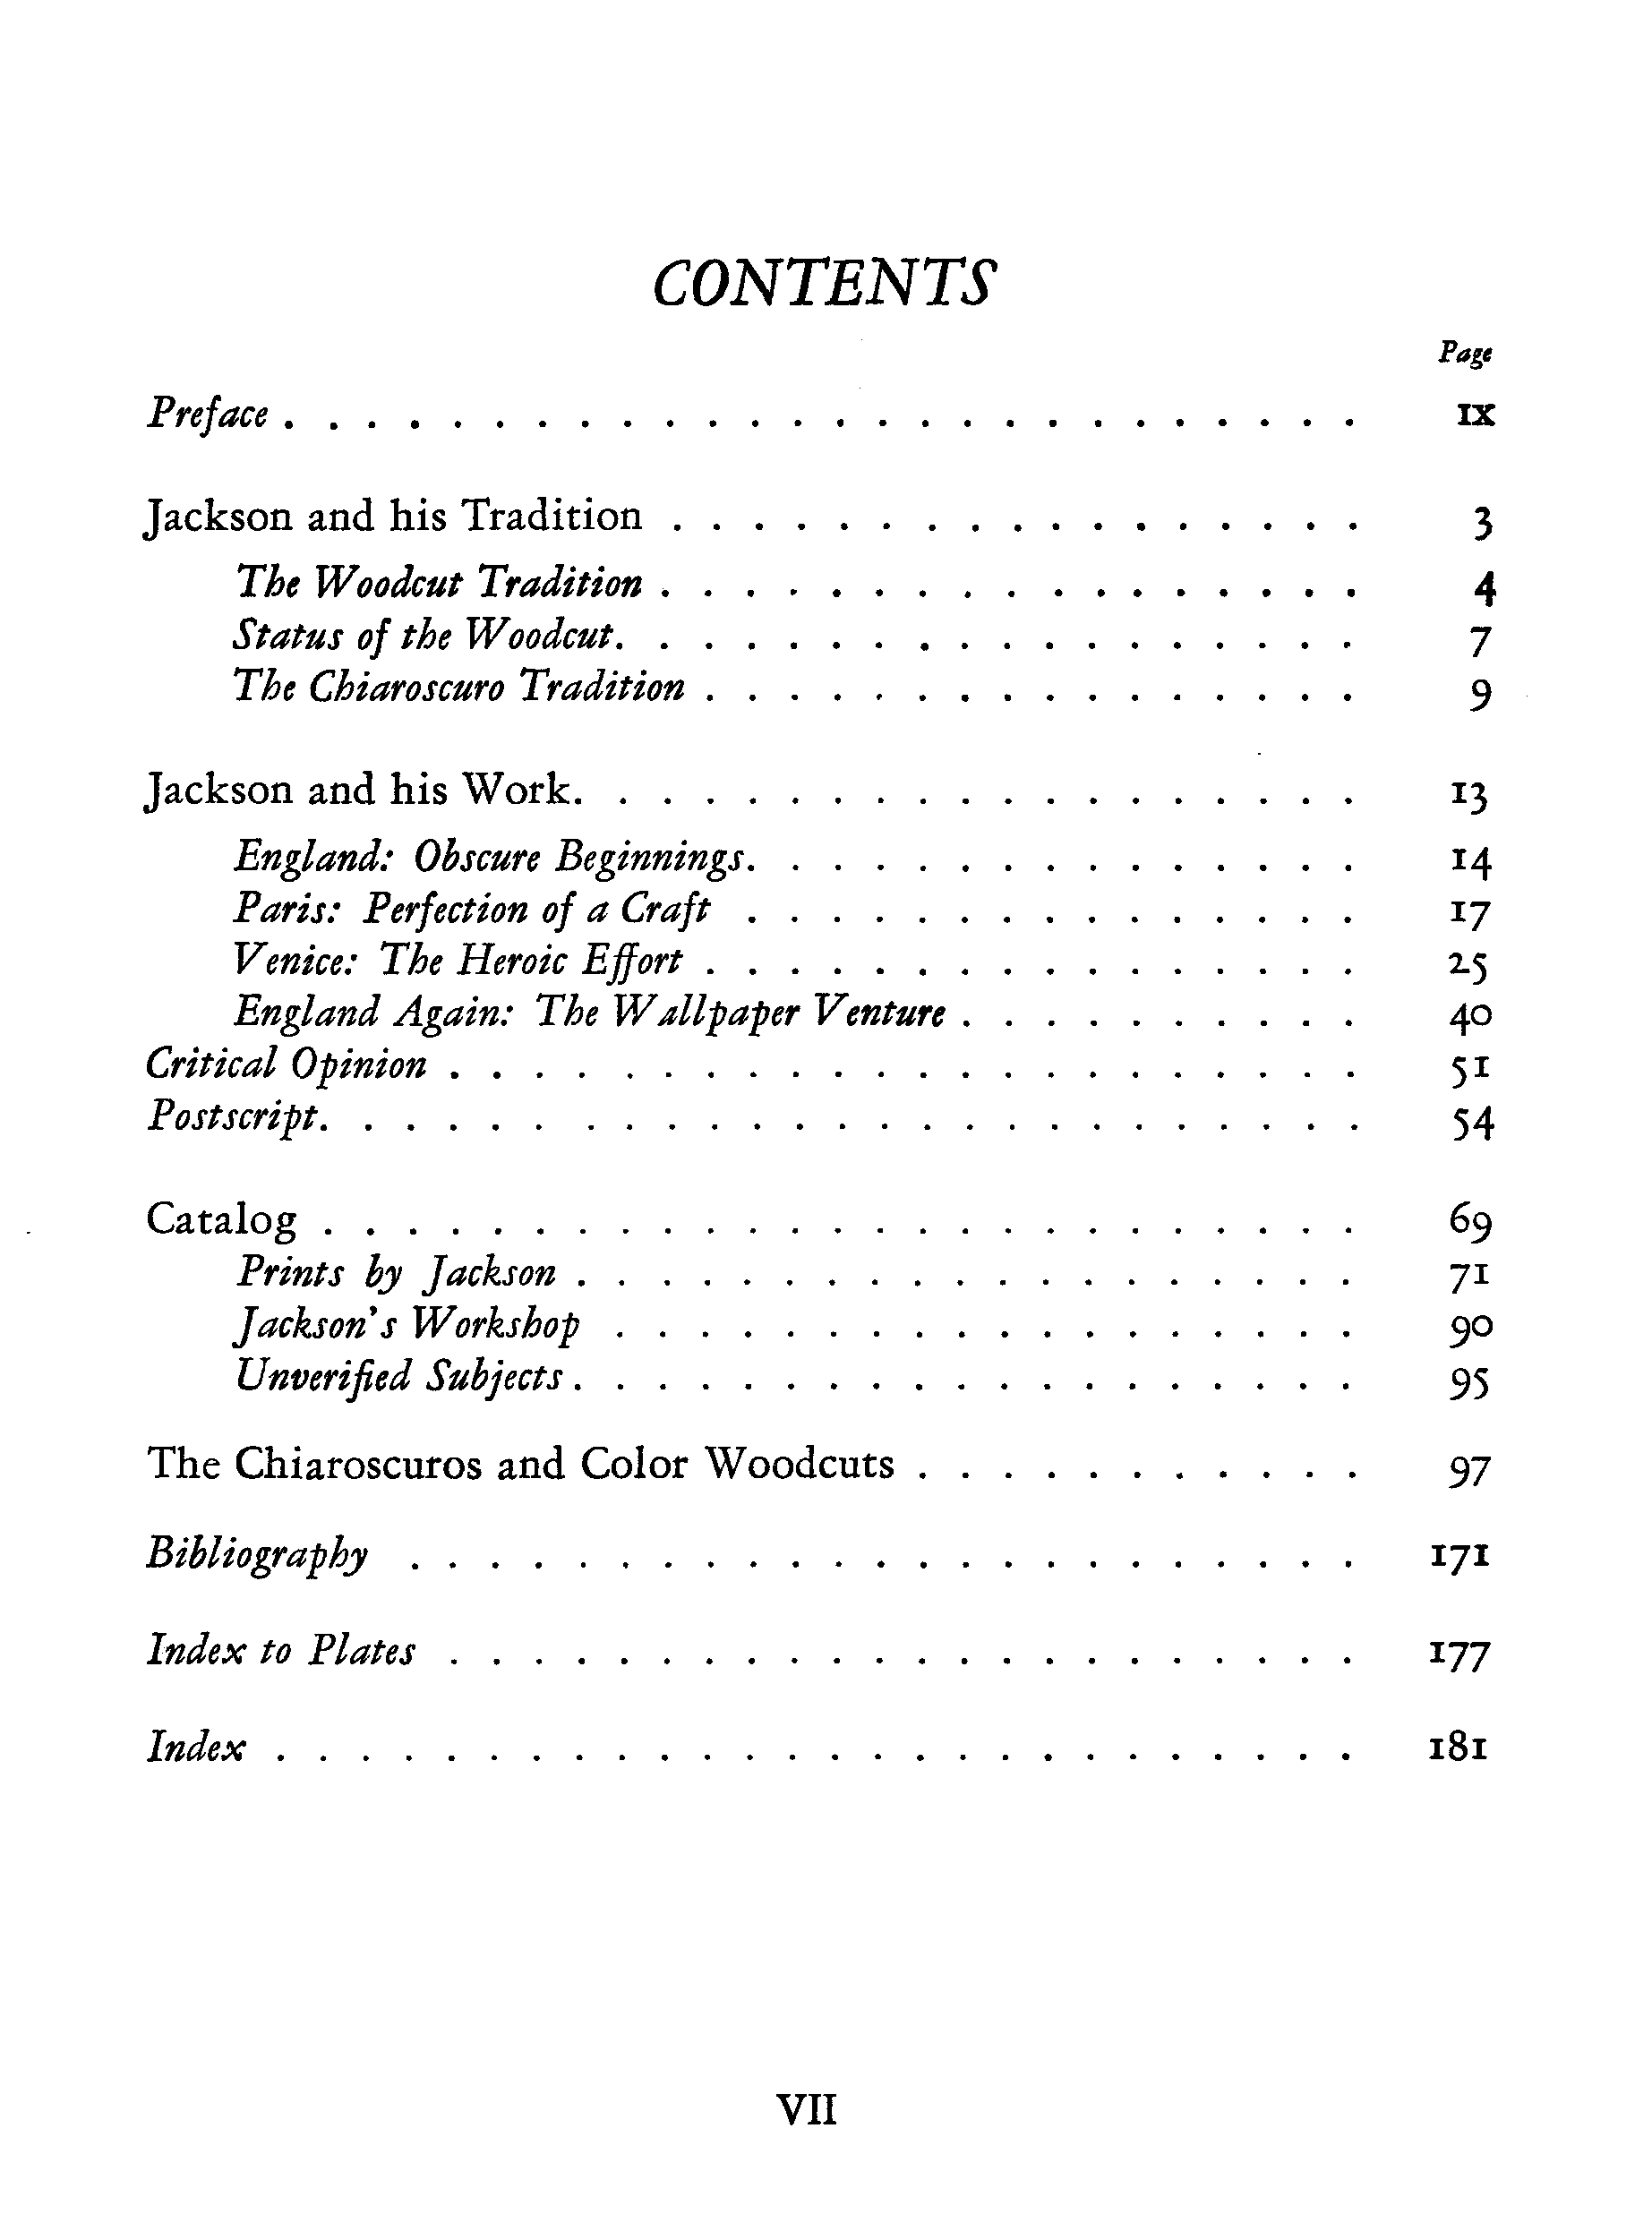 CONTENTS
Page
Preface . . . . . . . . . . . . . . . . . . . . . . . . . . IX
Jackson and his Tradition . . . . . . . . . . . . . . . . . 3
The Woodcut Tradition . . . . . . . . . . . . . . . . . 4
Status of the Woodcut. . . . . . . . . . . . . . . . . . 7
The Chiaroscuro Tradition . . . . . . . . . . . . . . . . 9
Jackson and his Work. . . . . . . . . . . . . . . . . . . 13
England: Obscure Beginnings. . . . . . . . . . . . . . . 14
Paris: Perfection of a Craft . . . . . . . . . . . . . . . 17
Venice: The Heroic Effort . . . . . . . . . . . . . . . . 25
England Again: The Wallpaper Venture . . . . . . . . . . 40
Critical Opinion . . . . . . . . . . . . . . . . . . . . . . 51
Postscript. . . . . . . . . . . . . . . . . . . . . . . . . 54
Catalog . . . . . . . . . . . . . . . . . . . . . . . . . 69
Prints by Jackson . . . . . . . . . . . . . . . . . . . 71
Jackson's Workshop . . . . . . . . . . . . . . . . . . 90
Unverified Subjects . . . . . . . . . . . . . . . . . . . 95
The Chiaroscuros and Color Woodcuts . . . . . . . . . . . 97
Bibliography . . . . . . . . . . . . . . . . . . . . . . . 171
Index to Plates . . . . . . . . . . . . . . . . . . . . . . 177
Index . . . . . . . . . . . . . . . . . . . . . . . . . . 181
VII